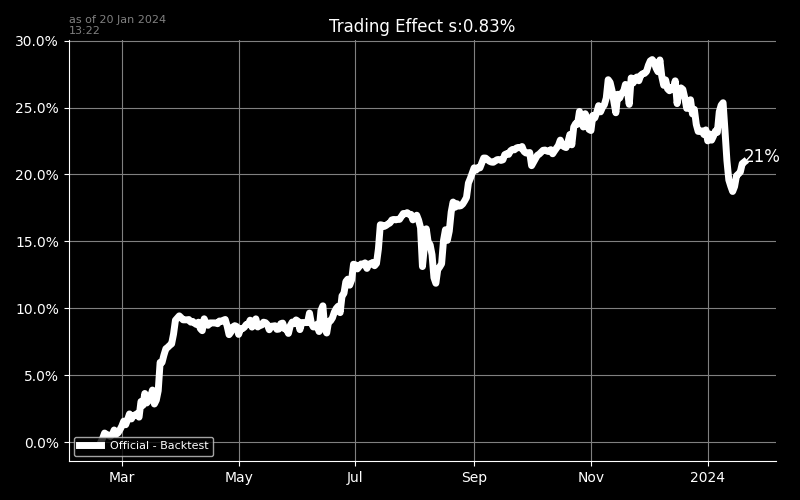 as of 20 Jan 2024
13:22
Trading Effect s:0.83%
30.0%
25.0%
20.0%
15.0%
10.0%
5.0%
0.0%
21%
Official - Backtest
Mar
May
Jul
Sep
Nov
2024